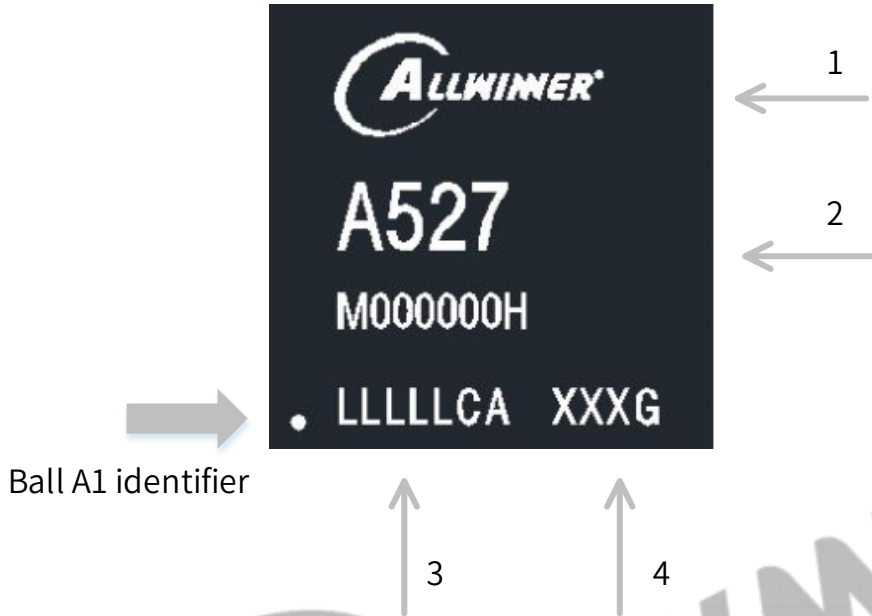 ALLWINNER®
1
A527
2
M000000H
LLLLLCA XXXG
Ball A1 identifier
3 4